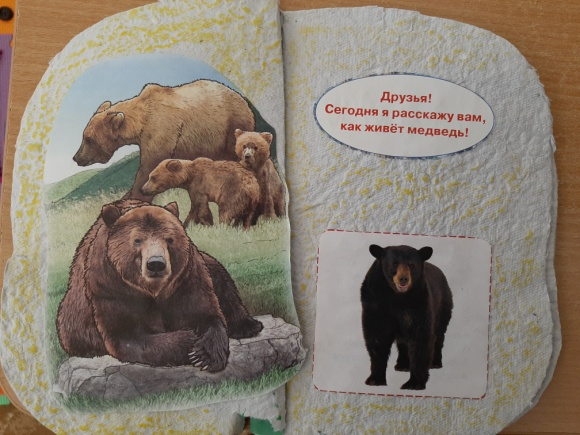 Друзья!
Сегодня я расскажу вам,
как живёт медведь!